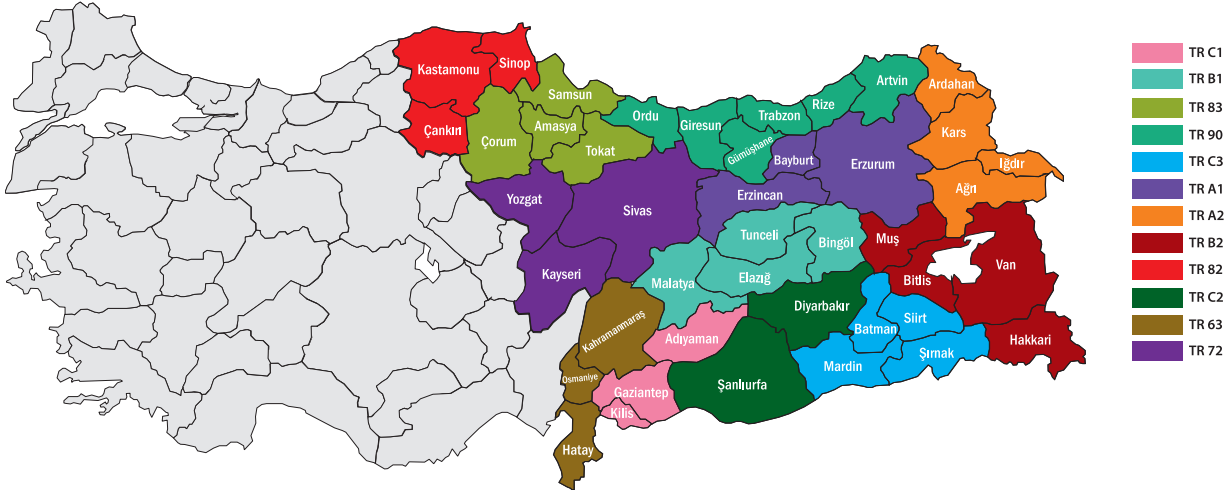 Kastamonu
Sinop
Çankırı
Samsun
Çorum
Amasya
Tokat
Ordu
Giresun
Gümüşhane
Trabzon
Rize
Artvin
Ardahan
Kars
Iğdır
Ağrı
Bayburt
Erzurum
Erzincan
Yozgat
Sivas
Kayseri
Tunceli
Bingöl
Elazığ
Malatya
Muş
Bitlis
Van
Hakkari
Diyarbakır
Şanlıurfa
Batman
Siirt
Mardin
Şırnak
Adıyaman
Gaziantep
Kilis
Kahramanmaraş
Osmaniye
Hatay
TR C1
TR B1
TR 83
TR 90
TR C3
TR A1
TR A2
TR B2
TR 82
TR C2
TR 63
TR 72